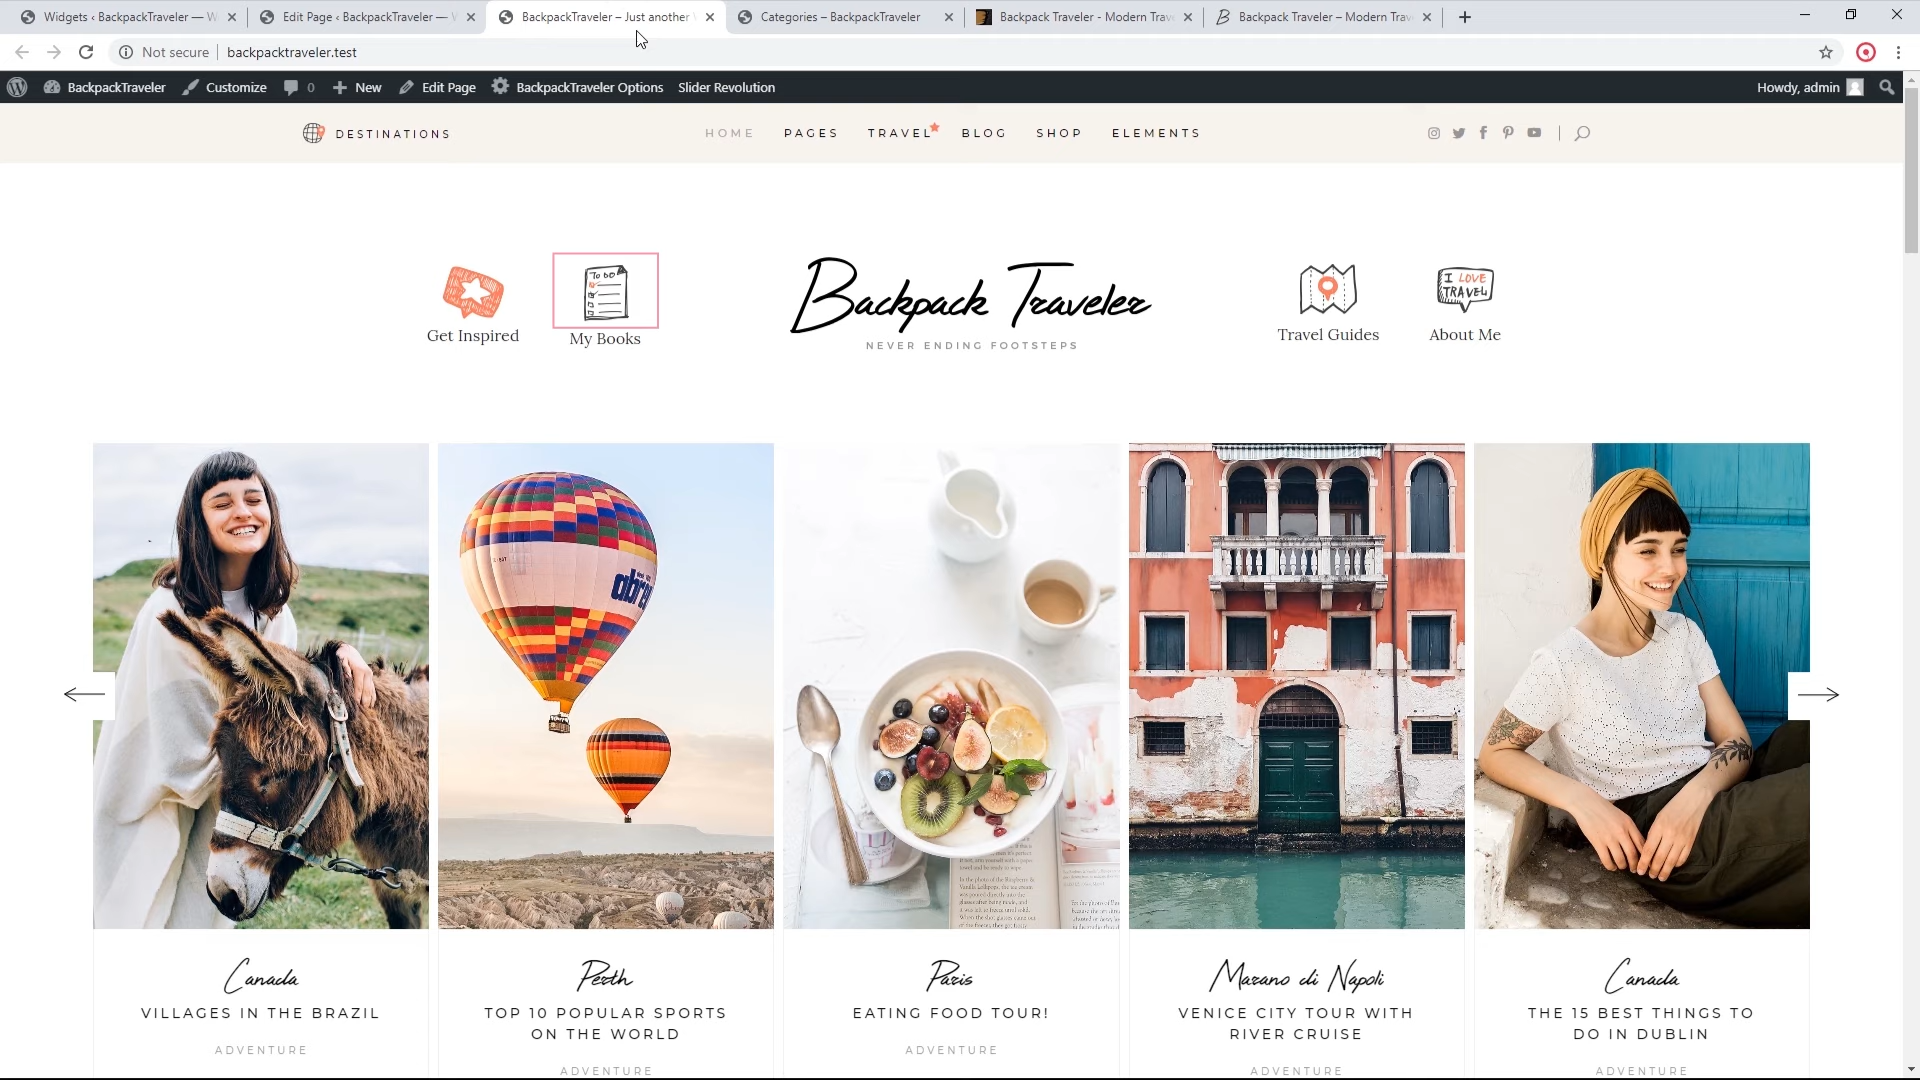 Widgets ‹ BackpackTraveler — W
Edit Page ‹ BackpackTraveler — W
BackpackTraveler – Just another W
Categories – BackpackTraveler
Backpack Traveler - Modern Trav
Backpack Traveler – Modern Trav
Not secure
backpacktraveler.test
BackpackTraveler
Customize
0
New
Edit Page
BackpackTraveler Options
Slider Revolution
Howdy, admin
DESTINATIONS
HOME
PAGES
TRAVEL
BLOG
SHOP
ELEMENTS
Get Inspired
To Do
My Books
Backpack Traveler
NEVER ENDING FOOTSTEPS
Travel Guides
I LOVE
TRAVEL
About Me
Canada
VILLAGES IN THE BRAZIL
ADVENTURE
Perth
TOP 10 POPULAR SPORTS
ON THE WORLD
ADVENTURE
Paris
EATING FOOD TOUR!
ADVENTURE
Marano di Napoli
VENICE CITY TOUR WITH
RIVER CRUISE
ADVENTURE
Canada
THE 15 BEST THINGS TO
DO IN DUBLIN
ADVENTURE